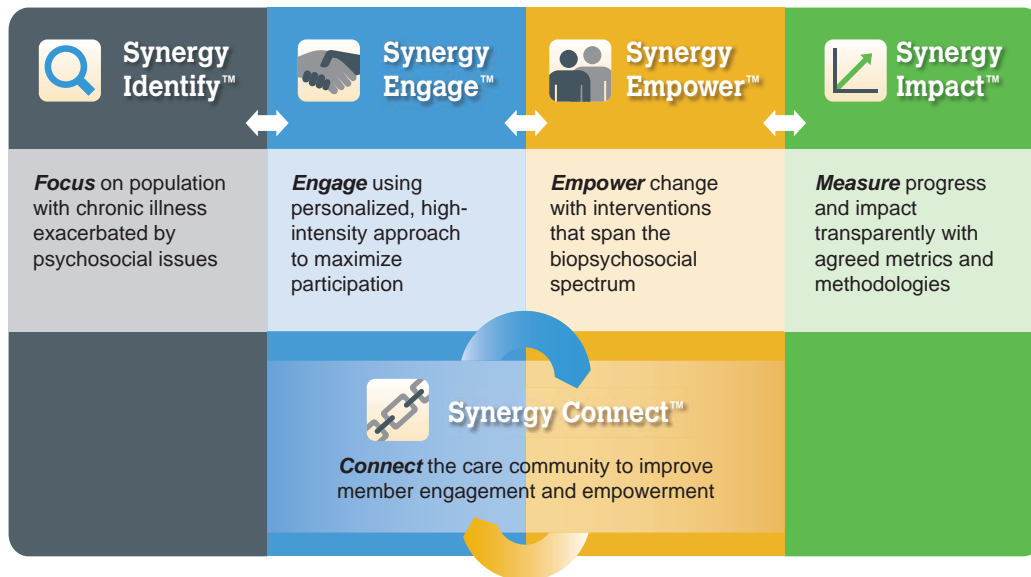 Synergy
Identify™
Synergy
Engage™
Synergy
Empower™
Synergy
Impact™
Focus on population
with chronic illness
exacerbated by
psychosocial issues
Engage using
personalized, high-
intensity approach
to maximize
participation
Empower change
with interventions
that span the
biopsychosocial
spectrum
Measure progress
and impact
transparently with
agreed metrics and
methodologies
Synergy Connect™
Connect the care community to improve
member engagement and empowerment